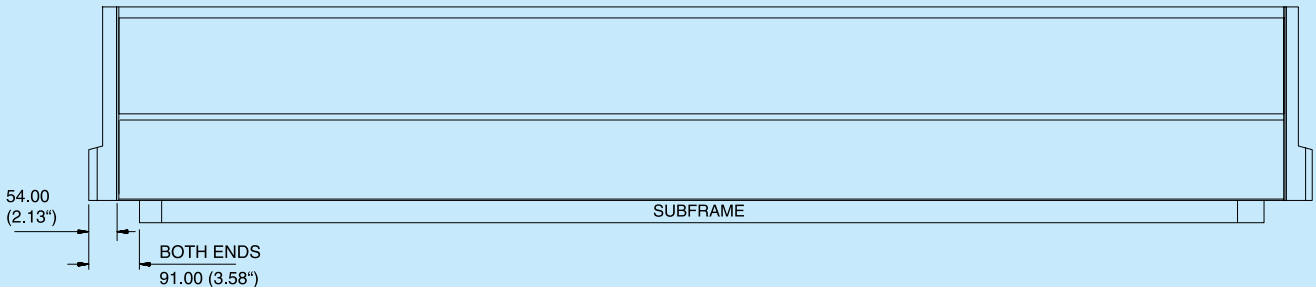 54.00
(2.13“)
SUBFRAME
BOTH ENDS
91.00 (3.58“)